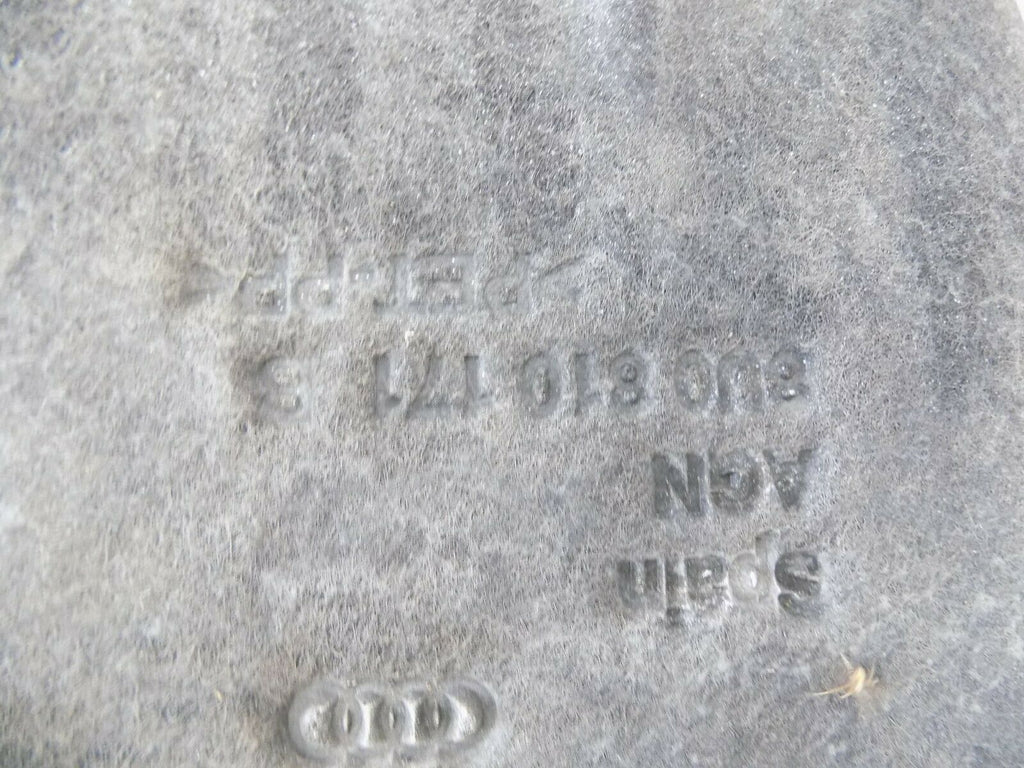 Spain
AGN
8U0 810 171 B
>PET+PP<